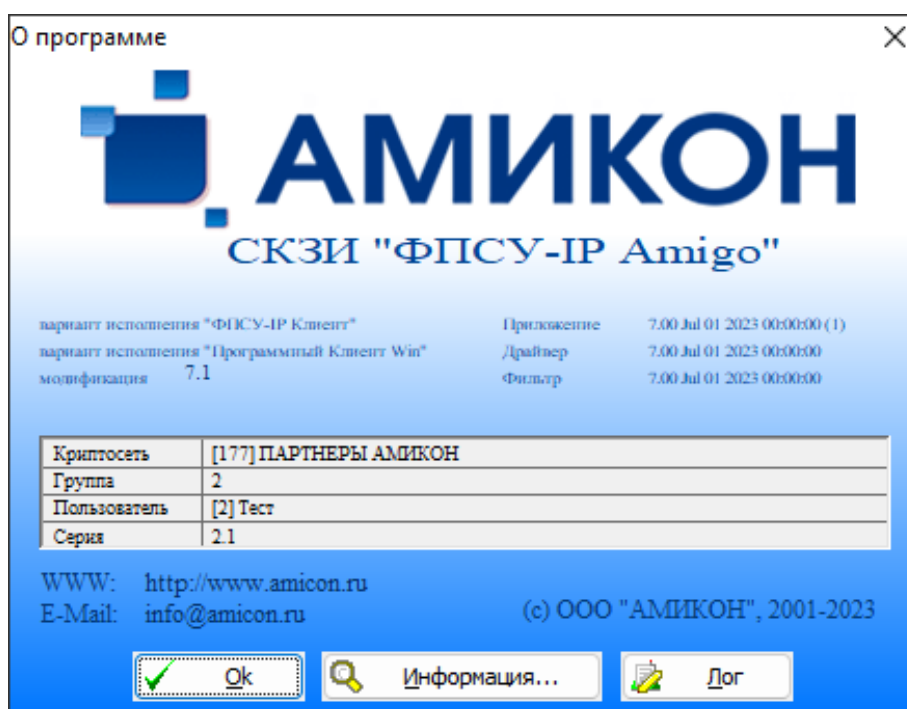 О программе
АМИКОН
СКЗИ "ФПСУ-IP Amigo"
вариант исполнения "ФПСУ-IP Клиент" Приложение 7.00 Jul 01 2023 00:00:00 (1)
вариант исполнения "Программный Клиент Win" Драйвер 7.00 Jul 01 2023 00:00:00
модификация 7.1 Фильтр 7.00 Jul 01 2023 00:00:00
Криптосеть [177] ПАРТНЕРЫ АМИКОН
Группа 2
Пользователь [2] Тест
Серия 2.1
WWW: http://www.amicon.ru
E-Mail: info@amicon.ru (c) ООО "АМИКОН", 2001-2023
Ok Информация... Лог